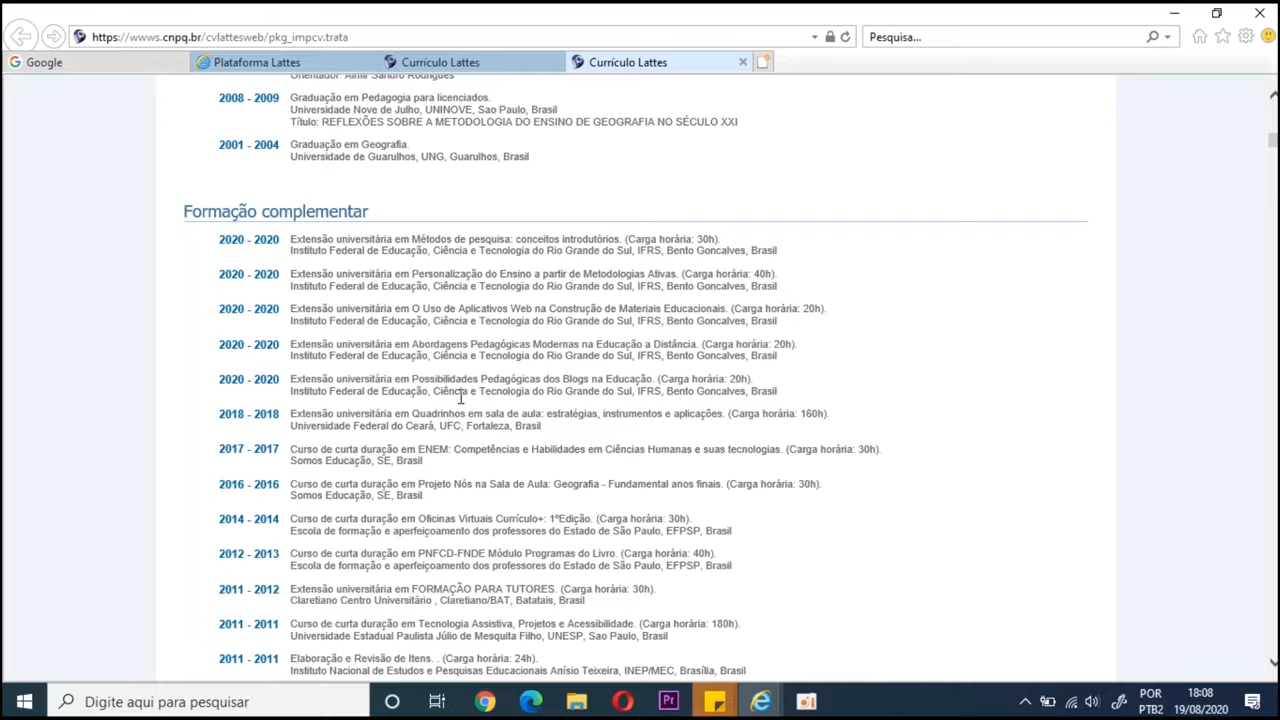 https://wwws.cnpq.br/cvlattesweb/pkg_impcv.trata
Pesquisa...
Google
Plataforma Lattes
Currículo Lattes
Currículo Lattes
Orientador: Almir Sandro Rodrigues
2008 - 2009 Graduação em Pedagogia para licenciados.
Universidade Nove de Julho, UNINOVE, Sao Paulo, Brasil
Título: REFLEXÕES SOBRE A METODOLOGIA DO ENSINO DE GEOGRAFIA NO SÉCULO XXI
2001 - 2004 Graduação em Geografia.
Universidade de Guarulhos, UNG, Guarulhos, Brasil
Formação complementar
2020 - 2020 Extensão universitária em Métodos de pesquisa: conceitos introdutórios. (Carga horária: 30h).
Instituto Federal de Educação, Ciência e Tecnologia do Rio Grande do Sul, IFRS, Bento Goncalves, Brasil
2020 - 2020 Extensão universitária em Personalização do Ensino a partir de Metodologias Ativas. (Carga horária: 40h).
Instituto Federal de Educação, Ciência e Tecnologia do Rio Grande do Sul, IFRS, Bento Goncalves, Brasil
2020 - 2020 Extensão universitária em O Uso de Aplicativos Web na Construção de Materiais Educacionais. (Carga horária: 20h).
Instituto Federal de Educação, Ciência e Tecnologia do Rio Grande do Sul, IFRS, Bento Goncalves, Brasil
2020 - 2020 Extensão universitária em Abordagens Pedagógicas Modernas na Educação a Distância. (Carga horária: 20h).
Instituto Federal de Educação, Ciência e Tecnologia do Rio Grande do Sul, IFRS, Bento Goncalves, Brasil
2020 - 2020 Extensão universitária em Possibilidades Pedagógicas dos Blogs na Educação. (Carga horária: 20h).
Instituto Federal de Educação, Ciência e Tecnologia do Rio Grande do Sul, IFRS, Bento Goncalves, Brasil
2018 - 2018 Extensão universitária em Quadrinhos em sala de aula: estratégias, instrumentos e aplicações. (Carga horária: 160h).
Universidade Federal do Ceará, UFC, Fortaleza, Brasil
2017 - 2017 Curso de curta duração em ENEM: Competências e Habilidades em Ciências Humanas e suas tecnologias. (Carga horária: 30h).
Somos Educação, SE, Brasil
2016 - 2016 Curso de curta duração em Projeto Nós na Sala de Aula: Geografia - Fundamental anos finais. (Carga horária: 30h).
Somos Educação, SE, Brasil
2014 - 2014 Curso de curta duração em Oficinas Virtuais Currículo+: 1ºEdição. (Carga horária: 30h).
Escola de formação e aperfeiçoamento dos professores do Estado de São Paulo, EFPSP, Brasil
2012 - 2013 Curso de curta duração em PNFCD-FNDE Módulo Programas do Livro. (Carga horária: 40h).
Escola de formação e aperfeiçoamento dos professores do Estado de São Paulo, EFPSP, Brasil
2011 - 2012 Extensão universitária em FORMAÇÃO PARA TUTORES. (Carga horária: 30h).
Claretiano Centro Universitário , Claretiano/BAT, Batatais, Brasil
2011 - 2011 Curso de curta duração em Tecnologia Assistiva, Projetos e Acessibilidade. (Carga horária: 180h).
Universidade Estadual Paulista Júlio de Mesquita Filho, UNESP, Sao Paulo, Brasil
2011 - 2011 Elaboração e Revisão de Itens. . (Carga horária: 24h).
Instituto Nacional de Estudos e Pesquisas Educacionais Anísio Teixeira, INEP/MEC, Brasília, Brasil
Digite aqui para pesquisar
Pr
POR
PTB2
18:08
19/08/2020